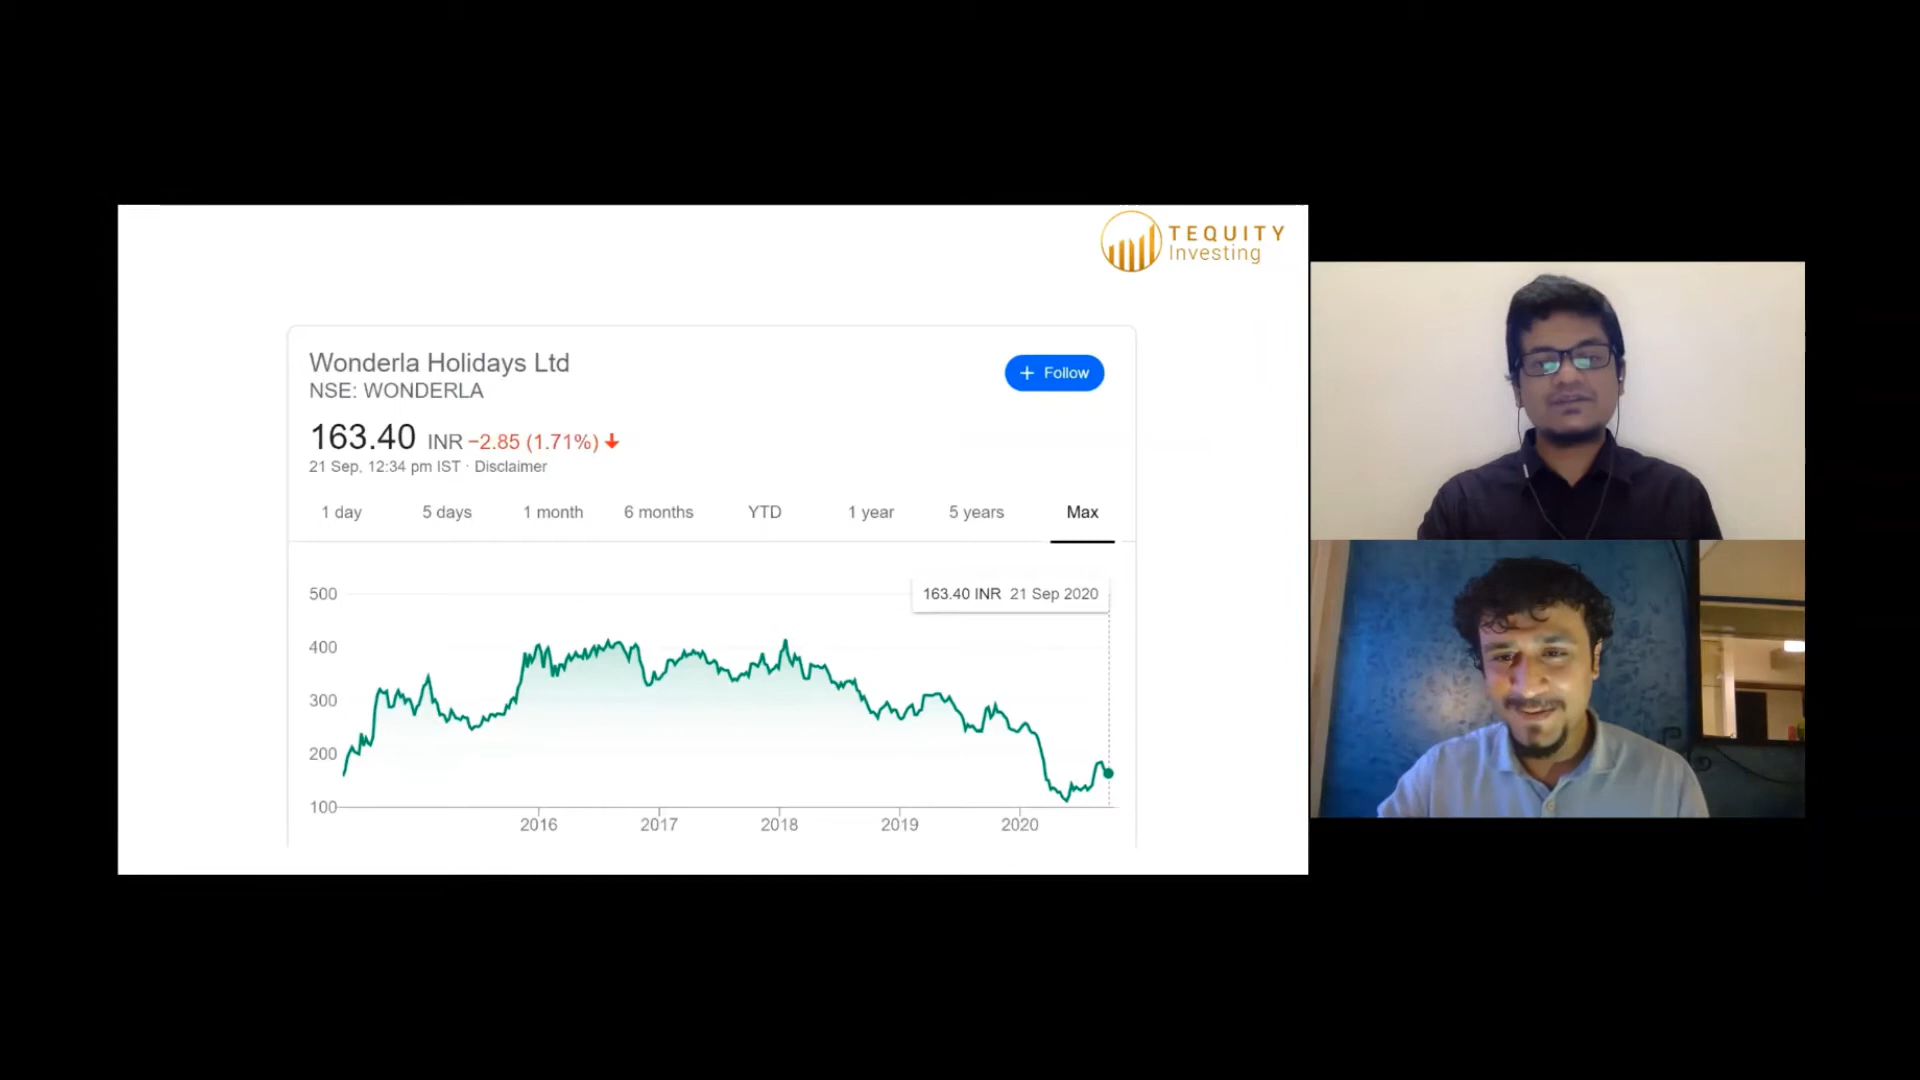 TEQUITY
Investing
Wonderla Holidays Ltd
NSE: WONDERLA
+ Follow
163.40 INR −2.85 (1.71%)
21 Sep, 12:34 pm IST · Disclaimer
1 day 5 days 1 month 6 months YTD 1 year 5 years Max
163.40 INR 21 Sep 2020
500
400
300
200
100
2016 2017 2018 2019 2020